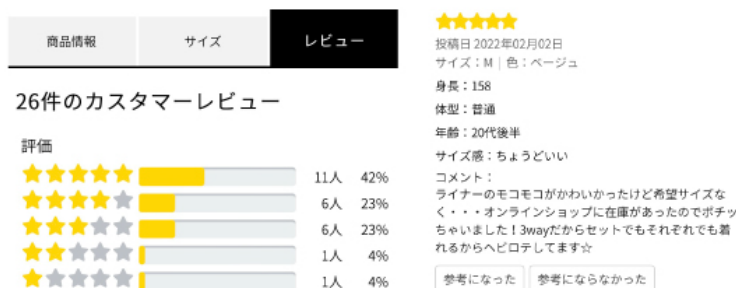 商品情報
サイズ
レビュー
26件のカスタマーレビュー
評価
11人 42%
6人 23%
6人 23%
1人 4%
1人 4%
投稿日 2022年02月02日
サイズ：M | 色：ベージュ
身長：158
体型：普通
年齢：20代後半
サイズ感：ちょうどいい
コメント：
ライナーのモコモコがかわいかったけど希望サイズな
く・・・オンラインショップに在庫があったのでポチッ
ちゃいました！3wayだからセットでもそれぞれでも着
れるからヘビロテしてます☆
参考になった
参考にならなかった